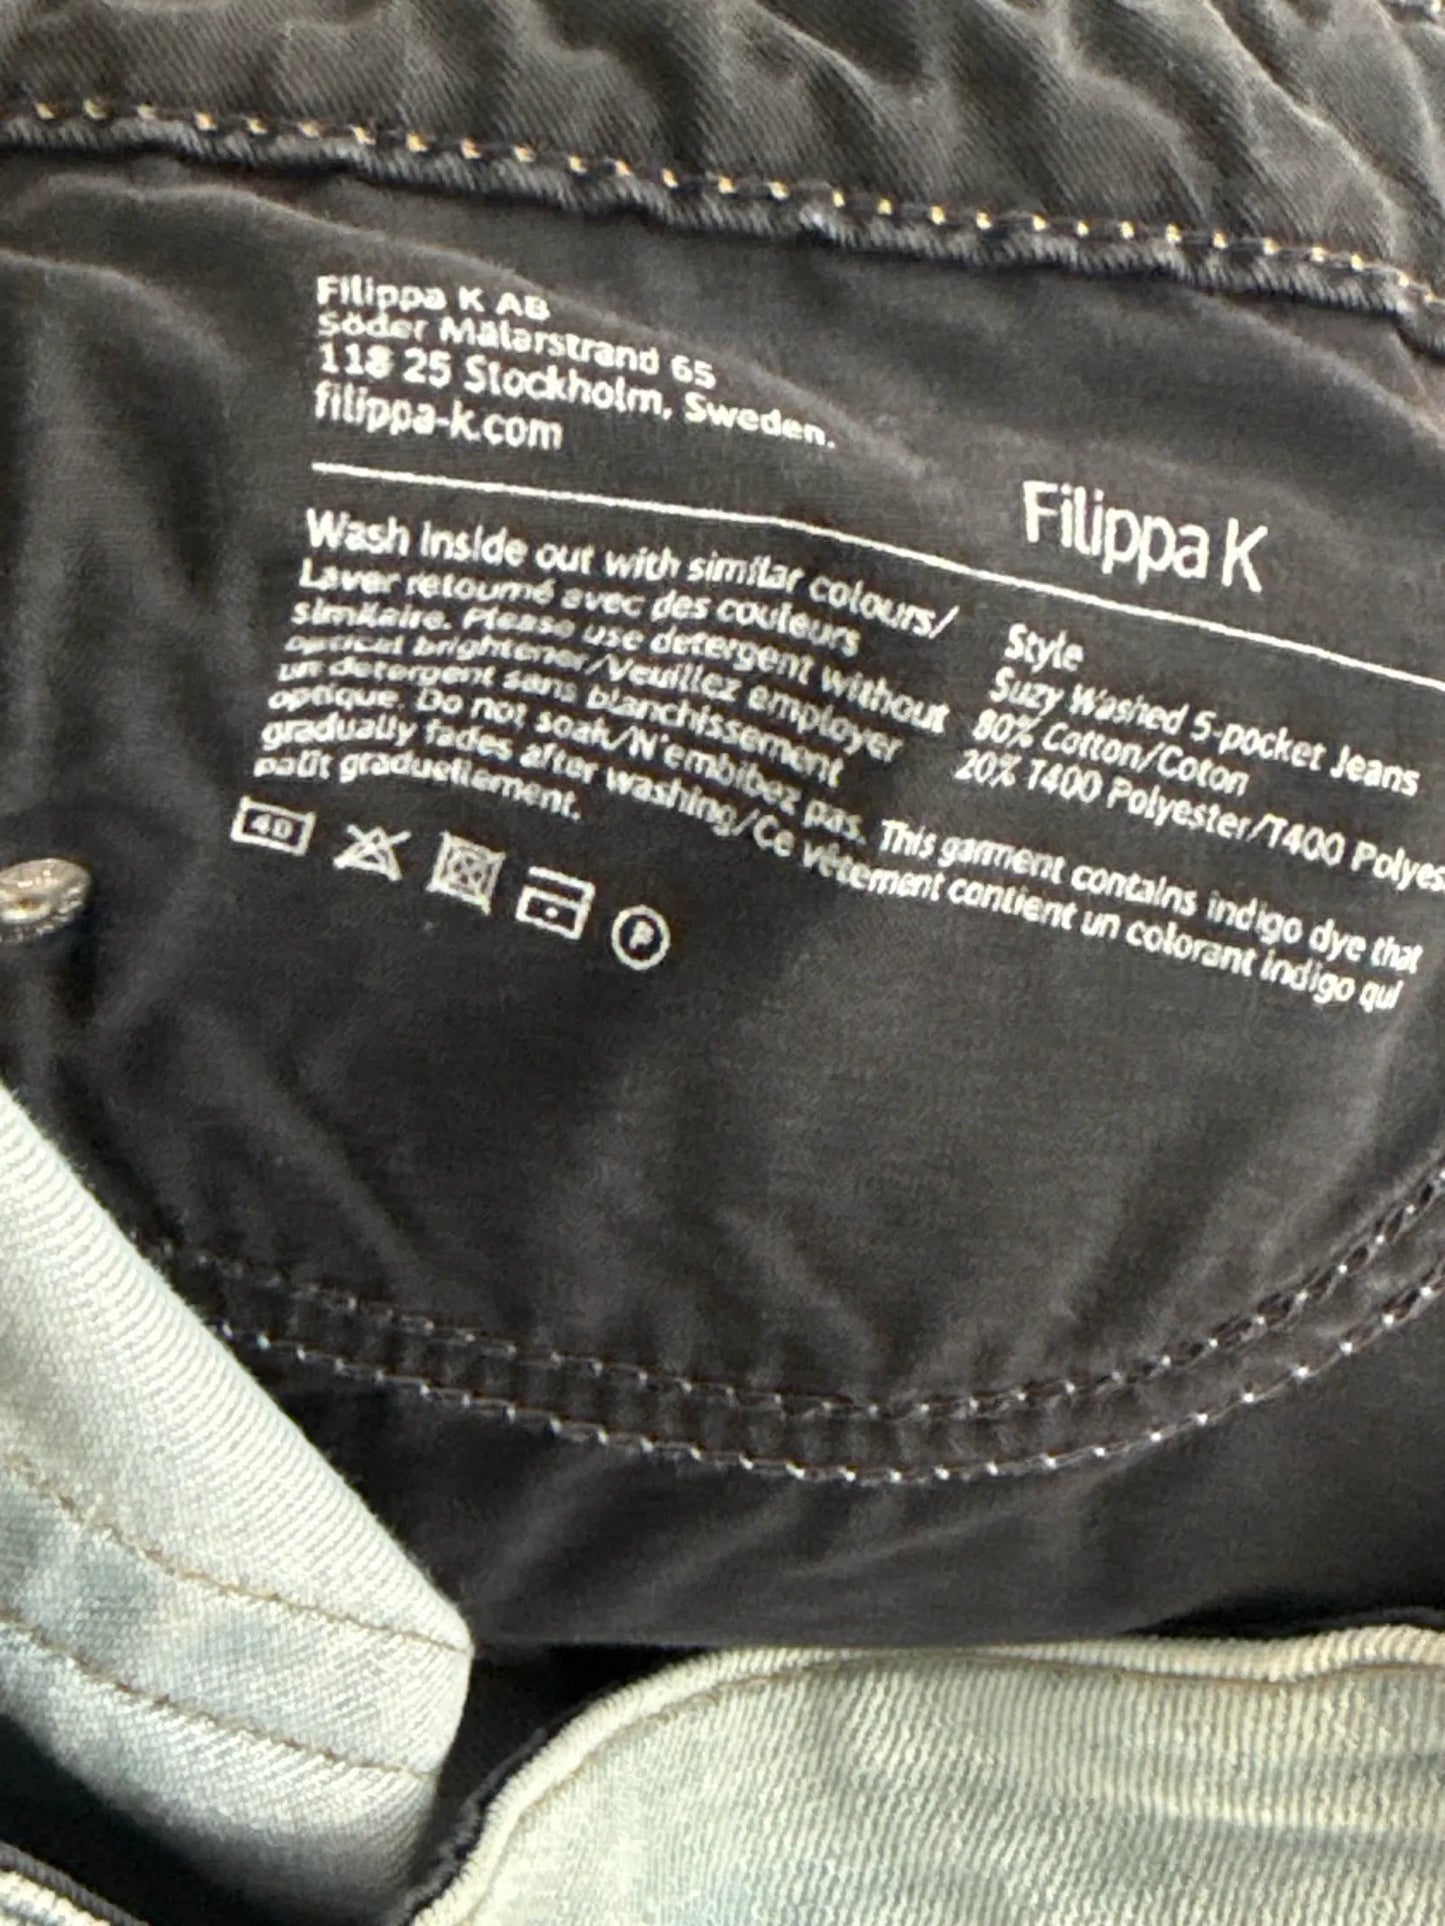 Filippa K AB
Söder Mälarstrand 65
118 25 Stockholm, Sweden.
filippa-k.com
Filippa K
Wash inside out with similar colours/
Laver retourné avec des couleurs
similaire. Please use detergent without
optical brightener/Veuillez employer
un detergent sans blanchissement
optique. Do not soak/N'embibez pas. This garment contains indigo dye that
gradually fades after washing/Ce vêtement contient un colorant indigo qui
palit graduellement.
Style
Suzy Washed 5-pocket Jeans
80% Cotton/Coton
20% T400 Polyester/T400 Polyes
40
P